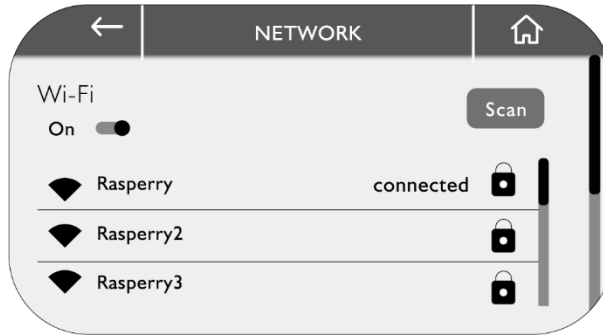 NETWORK
Wi-Fi
Scan
On
Rasperry connected
Rasperry2
Rasperry3